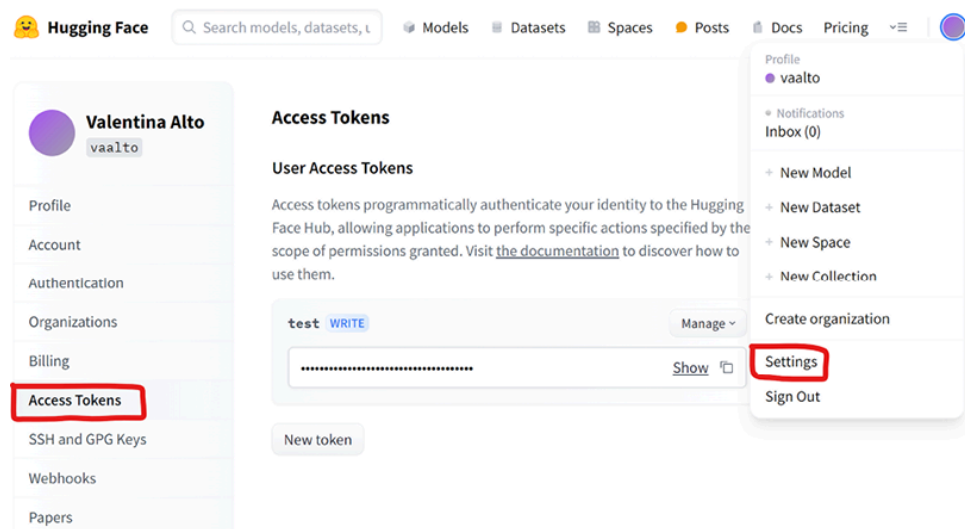 Hugging Face
Search models, datasets, u
Models
Datasets
Spaces
Posts
Docs
Pricing
Valentina Alto
vaalto
Profile
Account
Authentication
Organizations
Billing
Access Tokens
SSH and GPG Keys
Webhooks
Papers
Access Tokens
User Access Tokens
Access tokens programmatically authenticate your identity to the Hugging
Face Hub, allowing applications to perform specific actions specified by the
scope of permissions granted. Visit the documentation to discover how to
use them.
test WRITE
Manage
••••••••••••••••••••••••••••••••••••• Show
New token
Profile
vaalto
Notifications
Inbox (0)
+ New Model
+ New Dataset
+ New Space
+ New Collection
Create organization
Settings
Sign Out